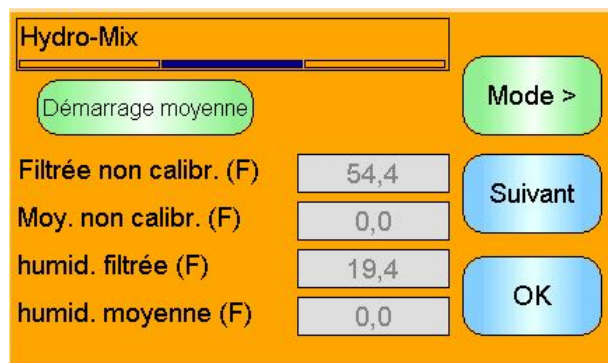 Hydro-Mix
Démarrage moyenne
Mode >
Filtrée non calibr. (F) 54,4
Suivant
Moy. non calibr. (F) 0,0
humid. filtrée (F) 19,4
OK
humid. moyenne (F) 0,0